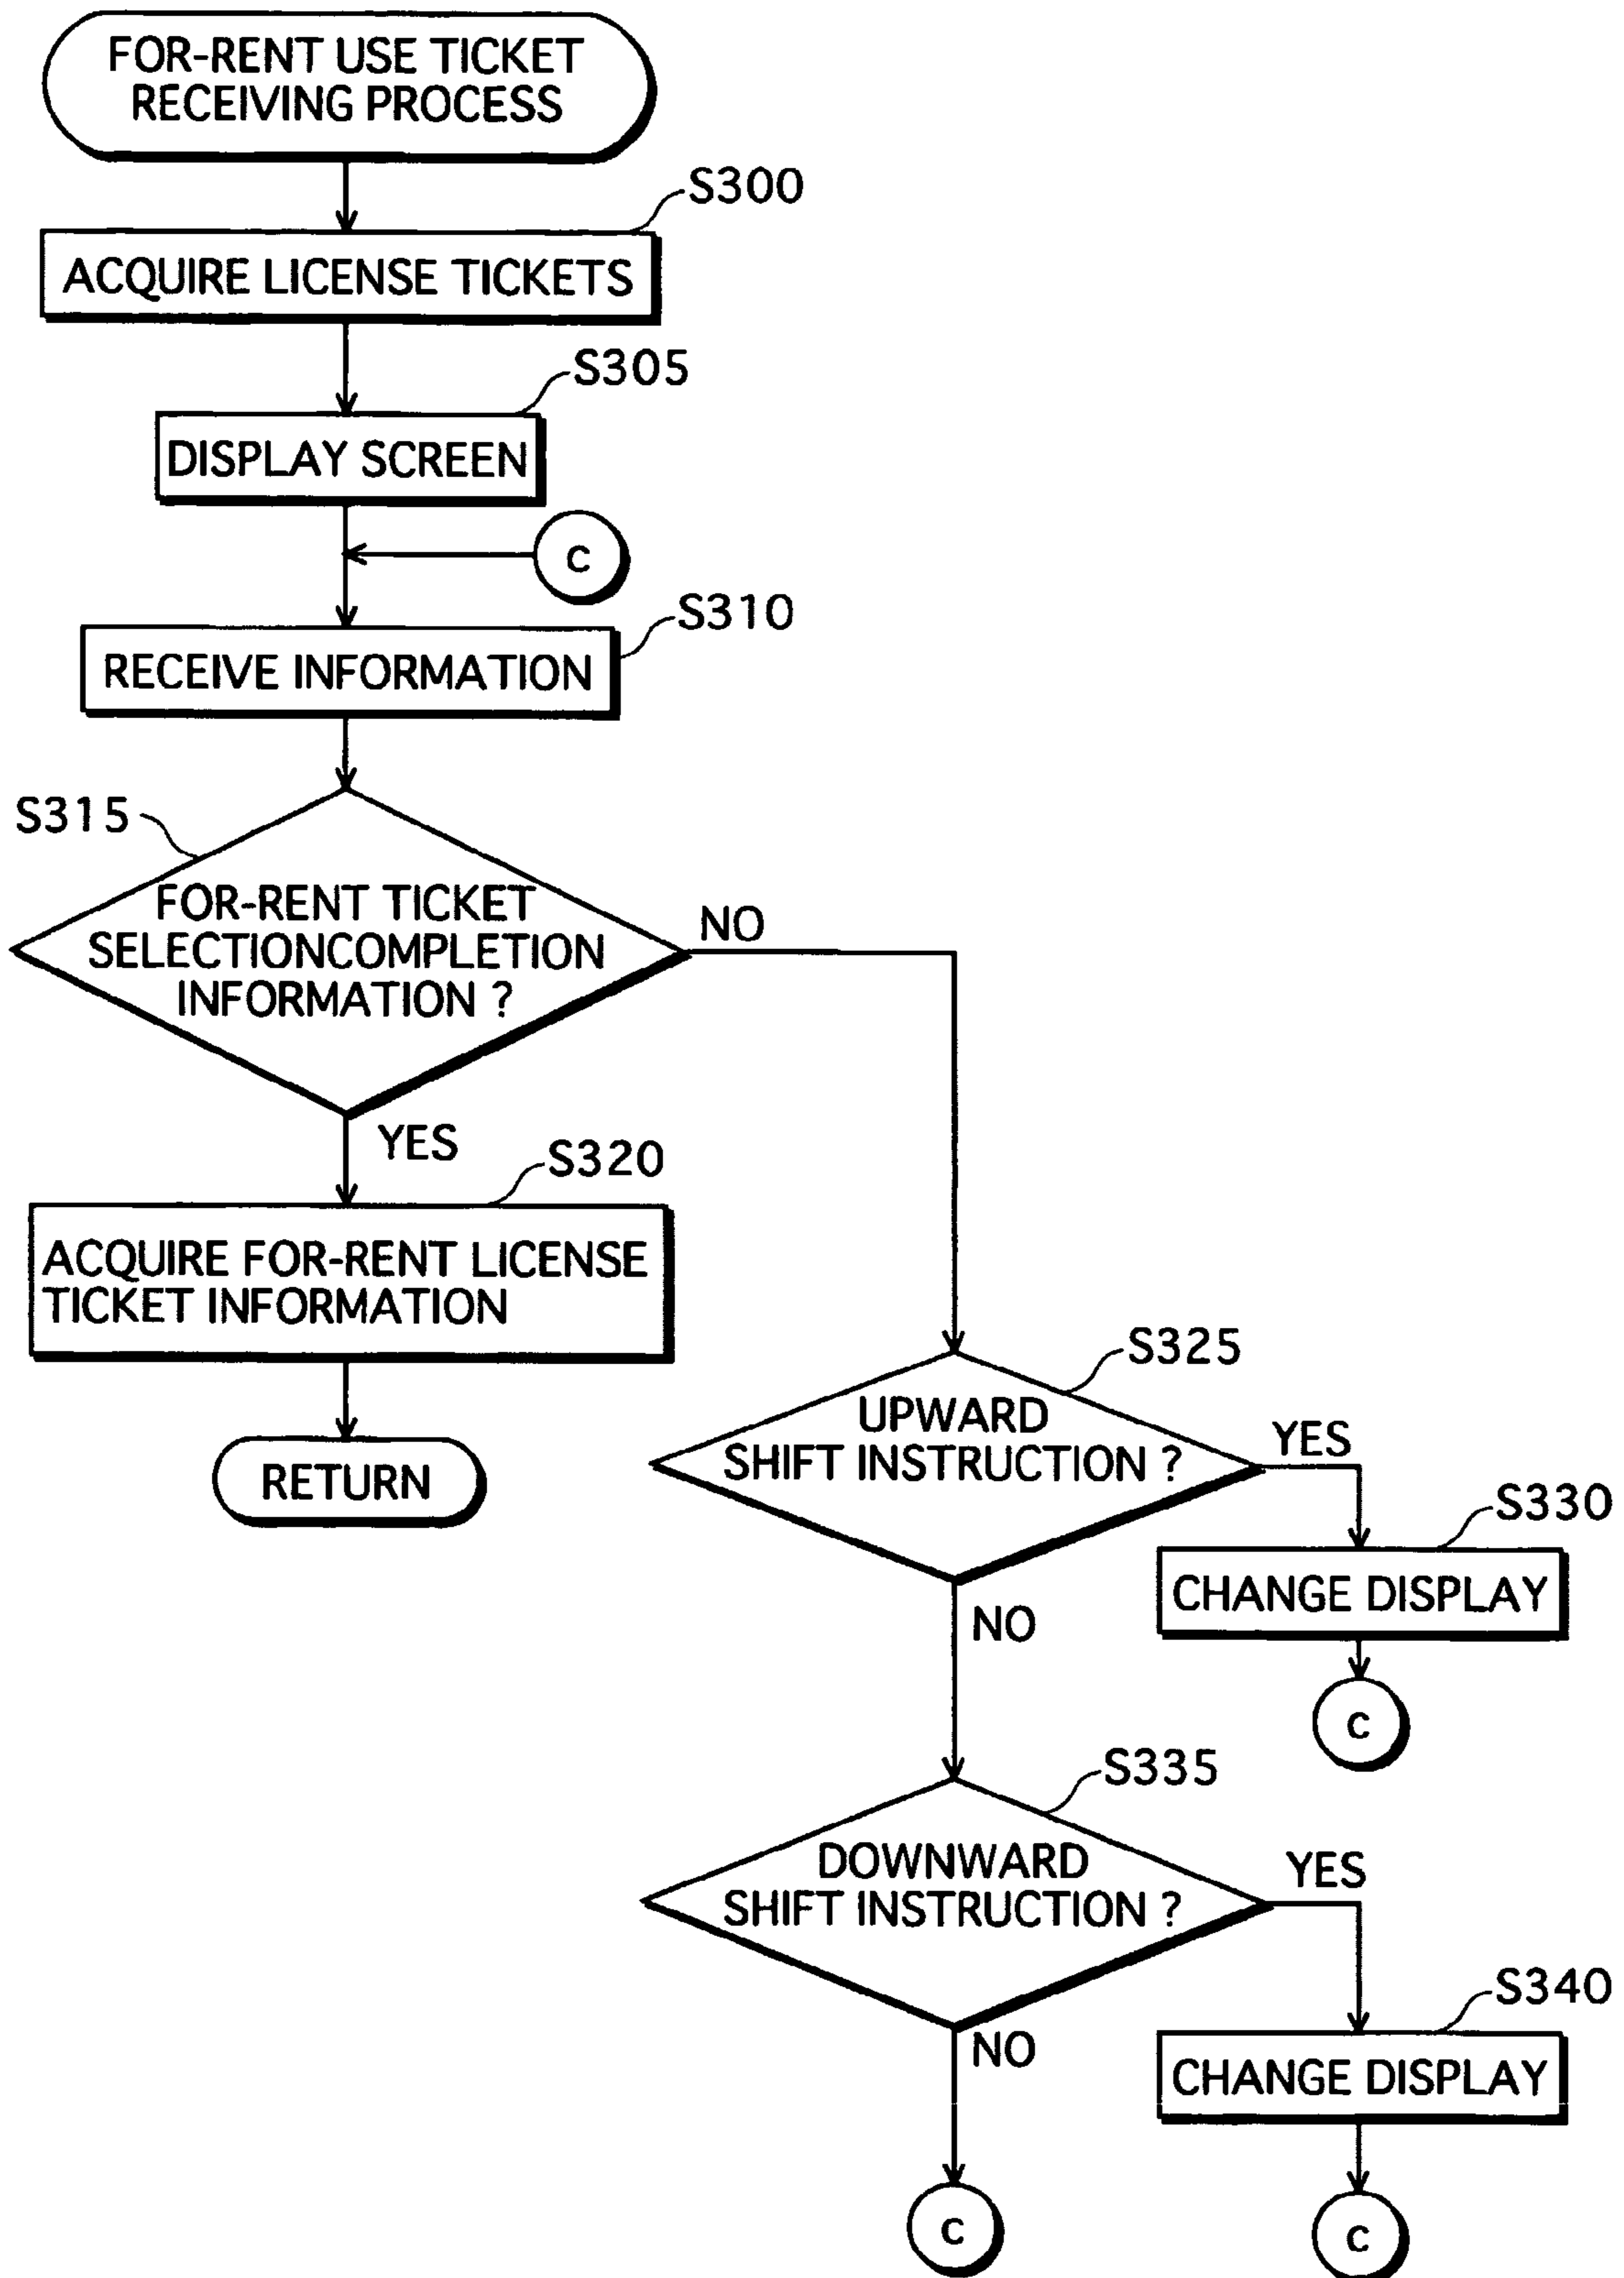 FOR-RENT USE TICKET
RECEIVING PROCESS
S300
ACQUIRE LICENSE TICKETS
S305
DISPLAY SCREEN
C
S310
RECEIVE INFORMATION
S315
FOR-RENT TICKET
SELECTIONCOMPLETION
INFORMATION ?
NO
YES
S320
ACQUIRE FOR-RENT LICENSE
TICKET INFORMATION
RETURN
S325
UPWARD
SHIFT INSTRUCTION ?
YES
S330
CHANGE DISPLAY
C
NO
S335
DOWNWARD
SHIFT INSTRUCTION ?
YES
S340
CHANGE DISPLAY
C
NO
C